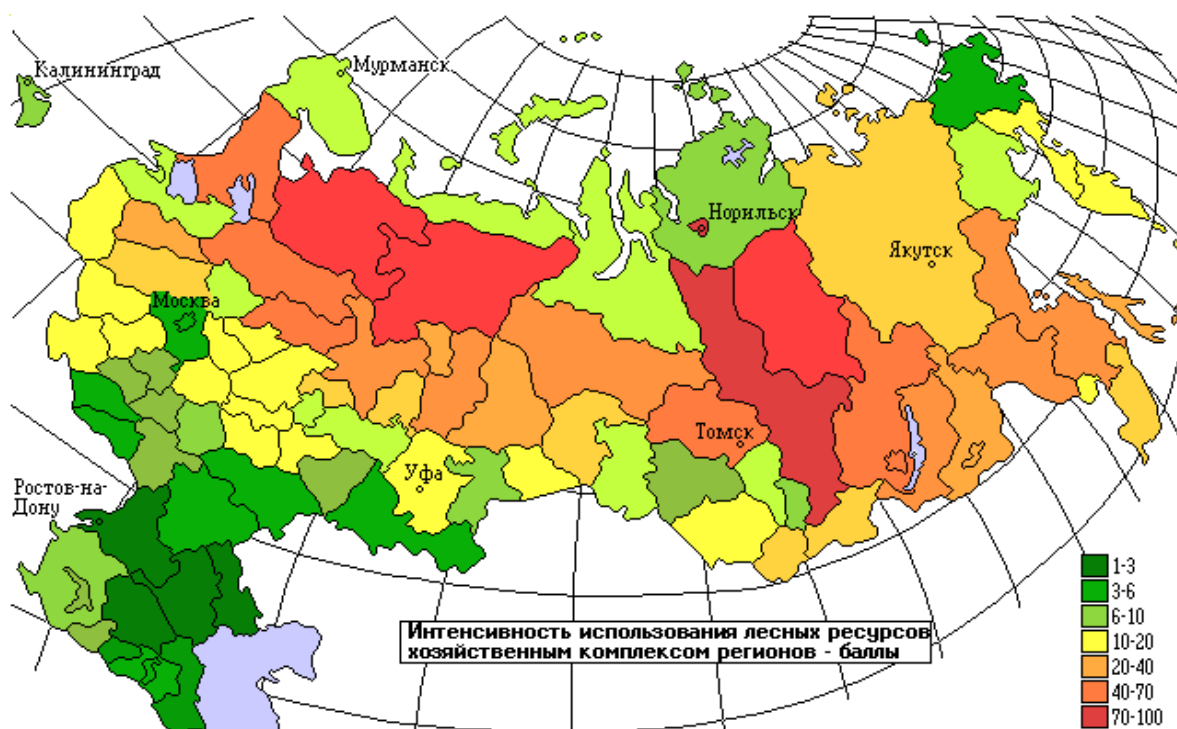 Калининград
Мурманск
Норильск
Якутск
Москва
Томск
Уфа
Ростов-на-
Дону
Интенсивность использования лесных ресурсов
хозяйственным комплексом регионов - баллы
1-3
3-6
6-10
10-20
20-40
40-70
70-100